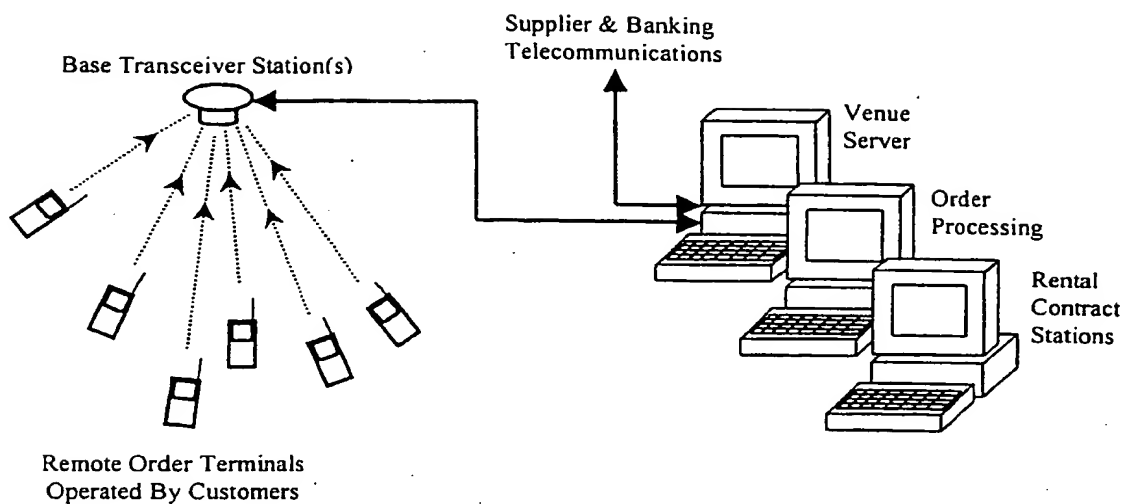 Supplier & Banking
Telecommunications
Base Transceiver Station(s)
Venue
Server
Order
Processing
Rental
Contract
Stations
Remote Order Terminals
Operated By Customers